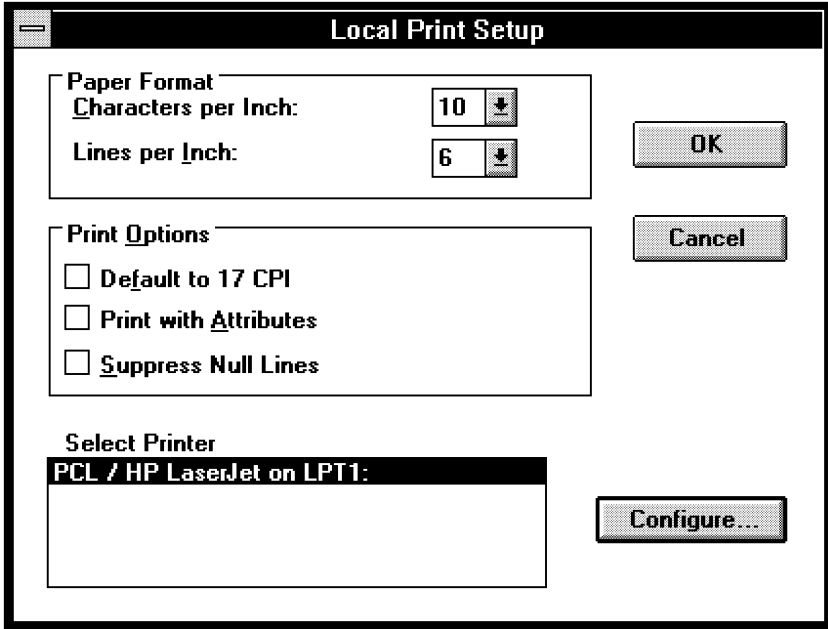 Local Print Setup
Paper Format
Characters per Inch: 10
Lines per Inch: 6
OK
Print Options
Cancel
Default to 17 CPI
Print with Attributes
Suppress Null Lines
Select Printer
PCL / HP LaserJet on LPT1:
Configure...